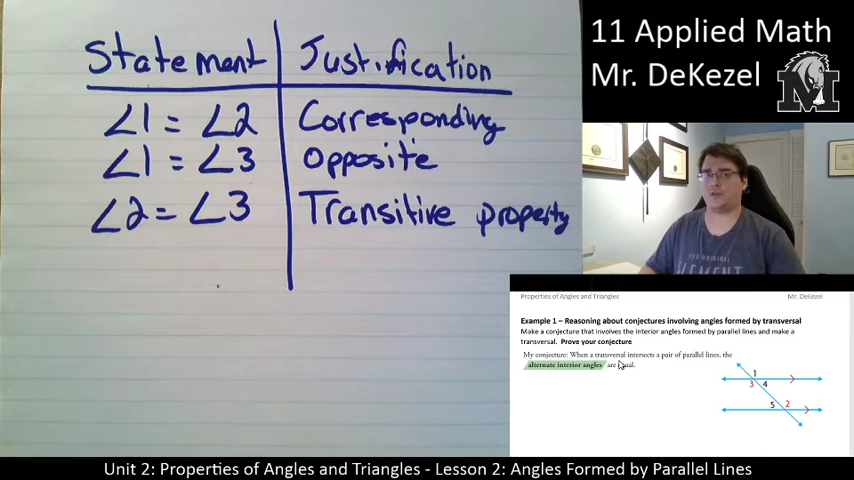 Statement Justification
∠1 = ∠2 Corresponding
∠1 = ∠3 Opposite
∠2 = ∠3 Transitive property
11 Applied Math
Mr. DeKezel
M
Properties of Angles and Triangles Mr. DeKezel
Example 1 – Reasoning about conjectures involving angles formed by transversal
Make a conjecture that involves the interior angles formed by parallel lines and make a
transversal. Prove your conjecture
My conjecture: When a transversal intersects a pair of parallel lines, the
alternate interior angles are equal.
1
3 4
5 2
Unit 2: Properties of Angles and Triangles - Lesson 2: Angles Formed by Parallel Lines